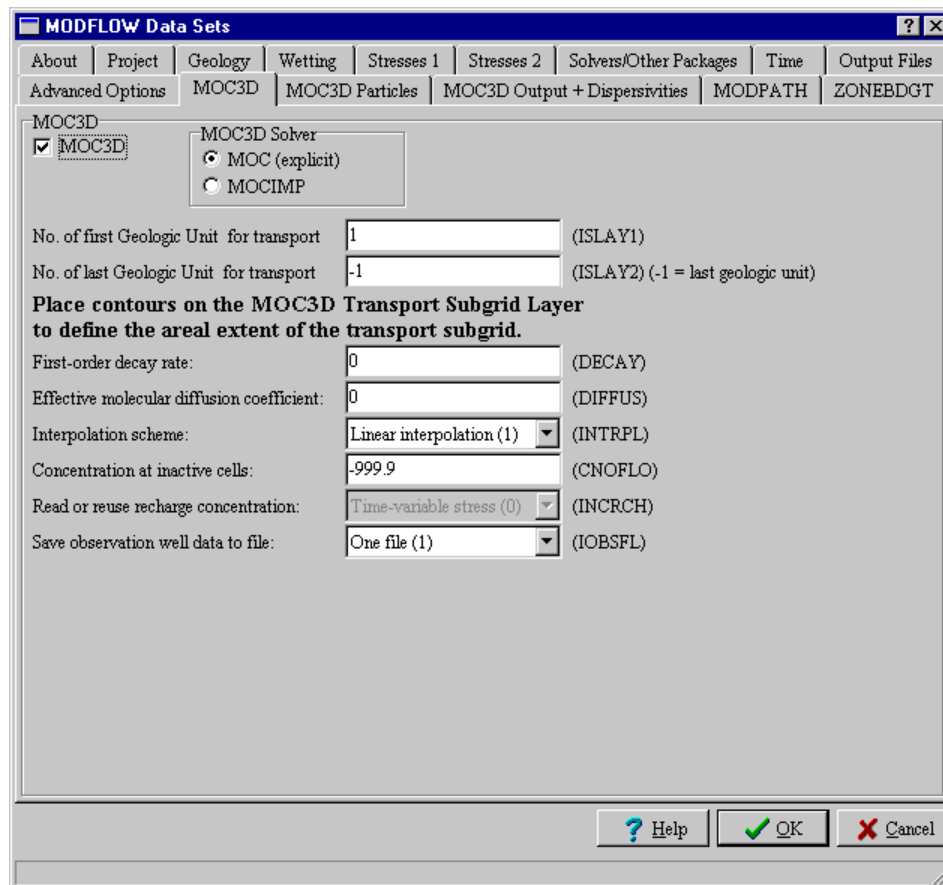 MODFLOW Data Sets
About Project Geology Wetting Stresses 1 Stresses 2 Solvers/Other Packages Time Output Files
Advanced Options MOC3D MOC3D Particles MOC3D Output + Dispersivities MODPATH ZONEBDGT
MOC3D
MOC3D
MOC3D Solver
MOC (explicit)
MOCIMP
No. of first Geologic Unit for transport 1 (ISLAY1)
No. of last Geologic Unit for transport -1 (ISLAY2) (-1 = last geologic unit)
Place contours on the MOC3D Transport Subgrid Layer
to define the areal extent of the transport subgrid.
First-order decay rate: 0 (DECAY)
Effective molecular diffusion coefficient: 0 (DIFFUS)
Interpolation scheme: Linear interpolation (1) (INTRPL)
Concentration at inactive cells: -999.9 (CNOFLO)
Read or reuse recharge concentration: Time-variable stress (0) (INCRCH)
Save observation well data to file: One file (1) (IOBSFL)
? Help OK Cancel